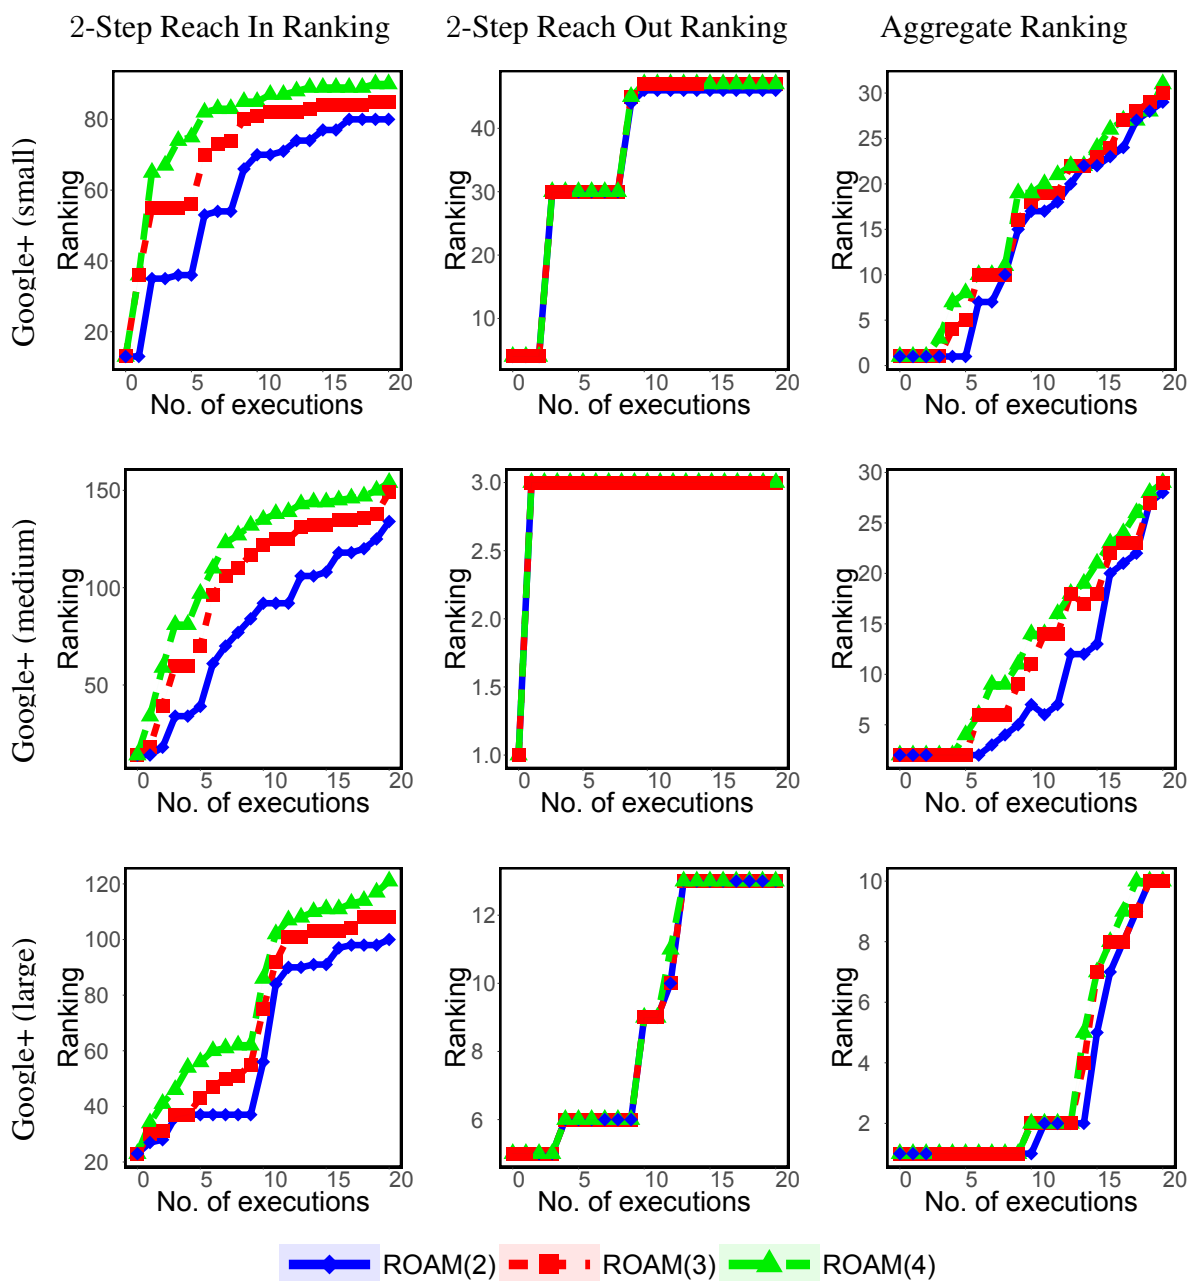 2-Step Reach In Ranking
2-Step Reach Out Ranking
Aggregate Ranking
Google+ (small)
Ranking
80
60
40
20
0 5 10 15 20
No. of executions
Ranking
40
30
20
10
0 5 10 15 20
No. of executions
Ranking
30
25
20
15
10
5
0
0 5 10 15 20
No. of executions
Google+ (medium)
Ranking
150
100
50
0 5 10 15 20
No. of executions
Ranking
3.0
2.5
2.0
1.5
1.0
0 5 10 15 20
No. of executions
Ranking
30
25
20
15
10
5
0 5 10 15 20
No. of executions
Google+ (large)
Ranking
120
100
80
60
40
20
0 5 10 15 20
No. of executions
Ranking
12
10
8
6
0 5 10 15 20
No. of executions
Ranking
10
8
6
4
2
0 5 10 15 20
No. of executions
ROAM(2) ROAM(3) ROAM(4)